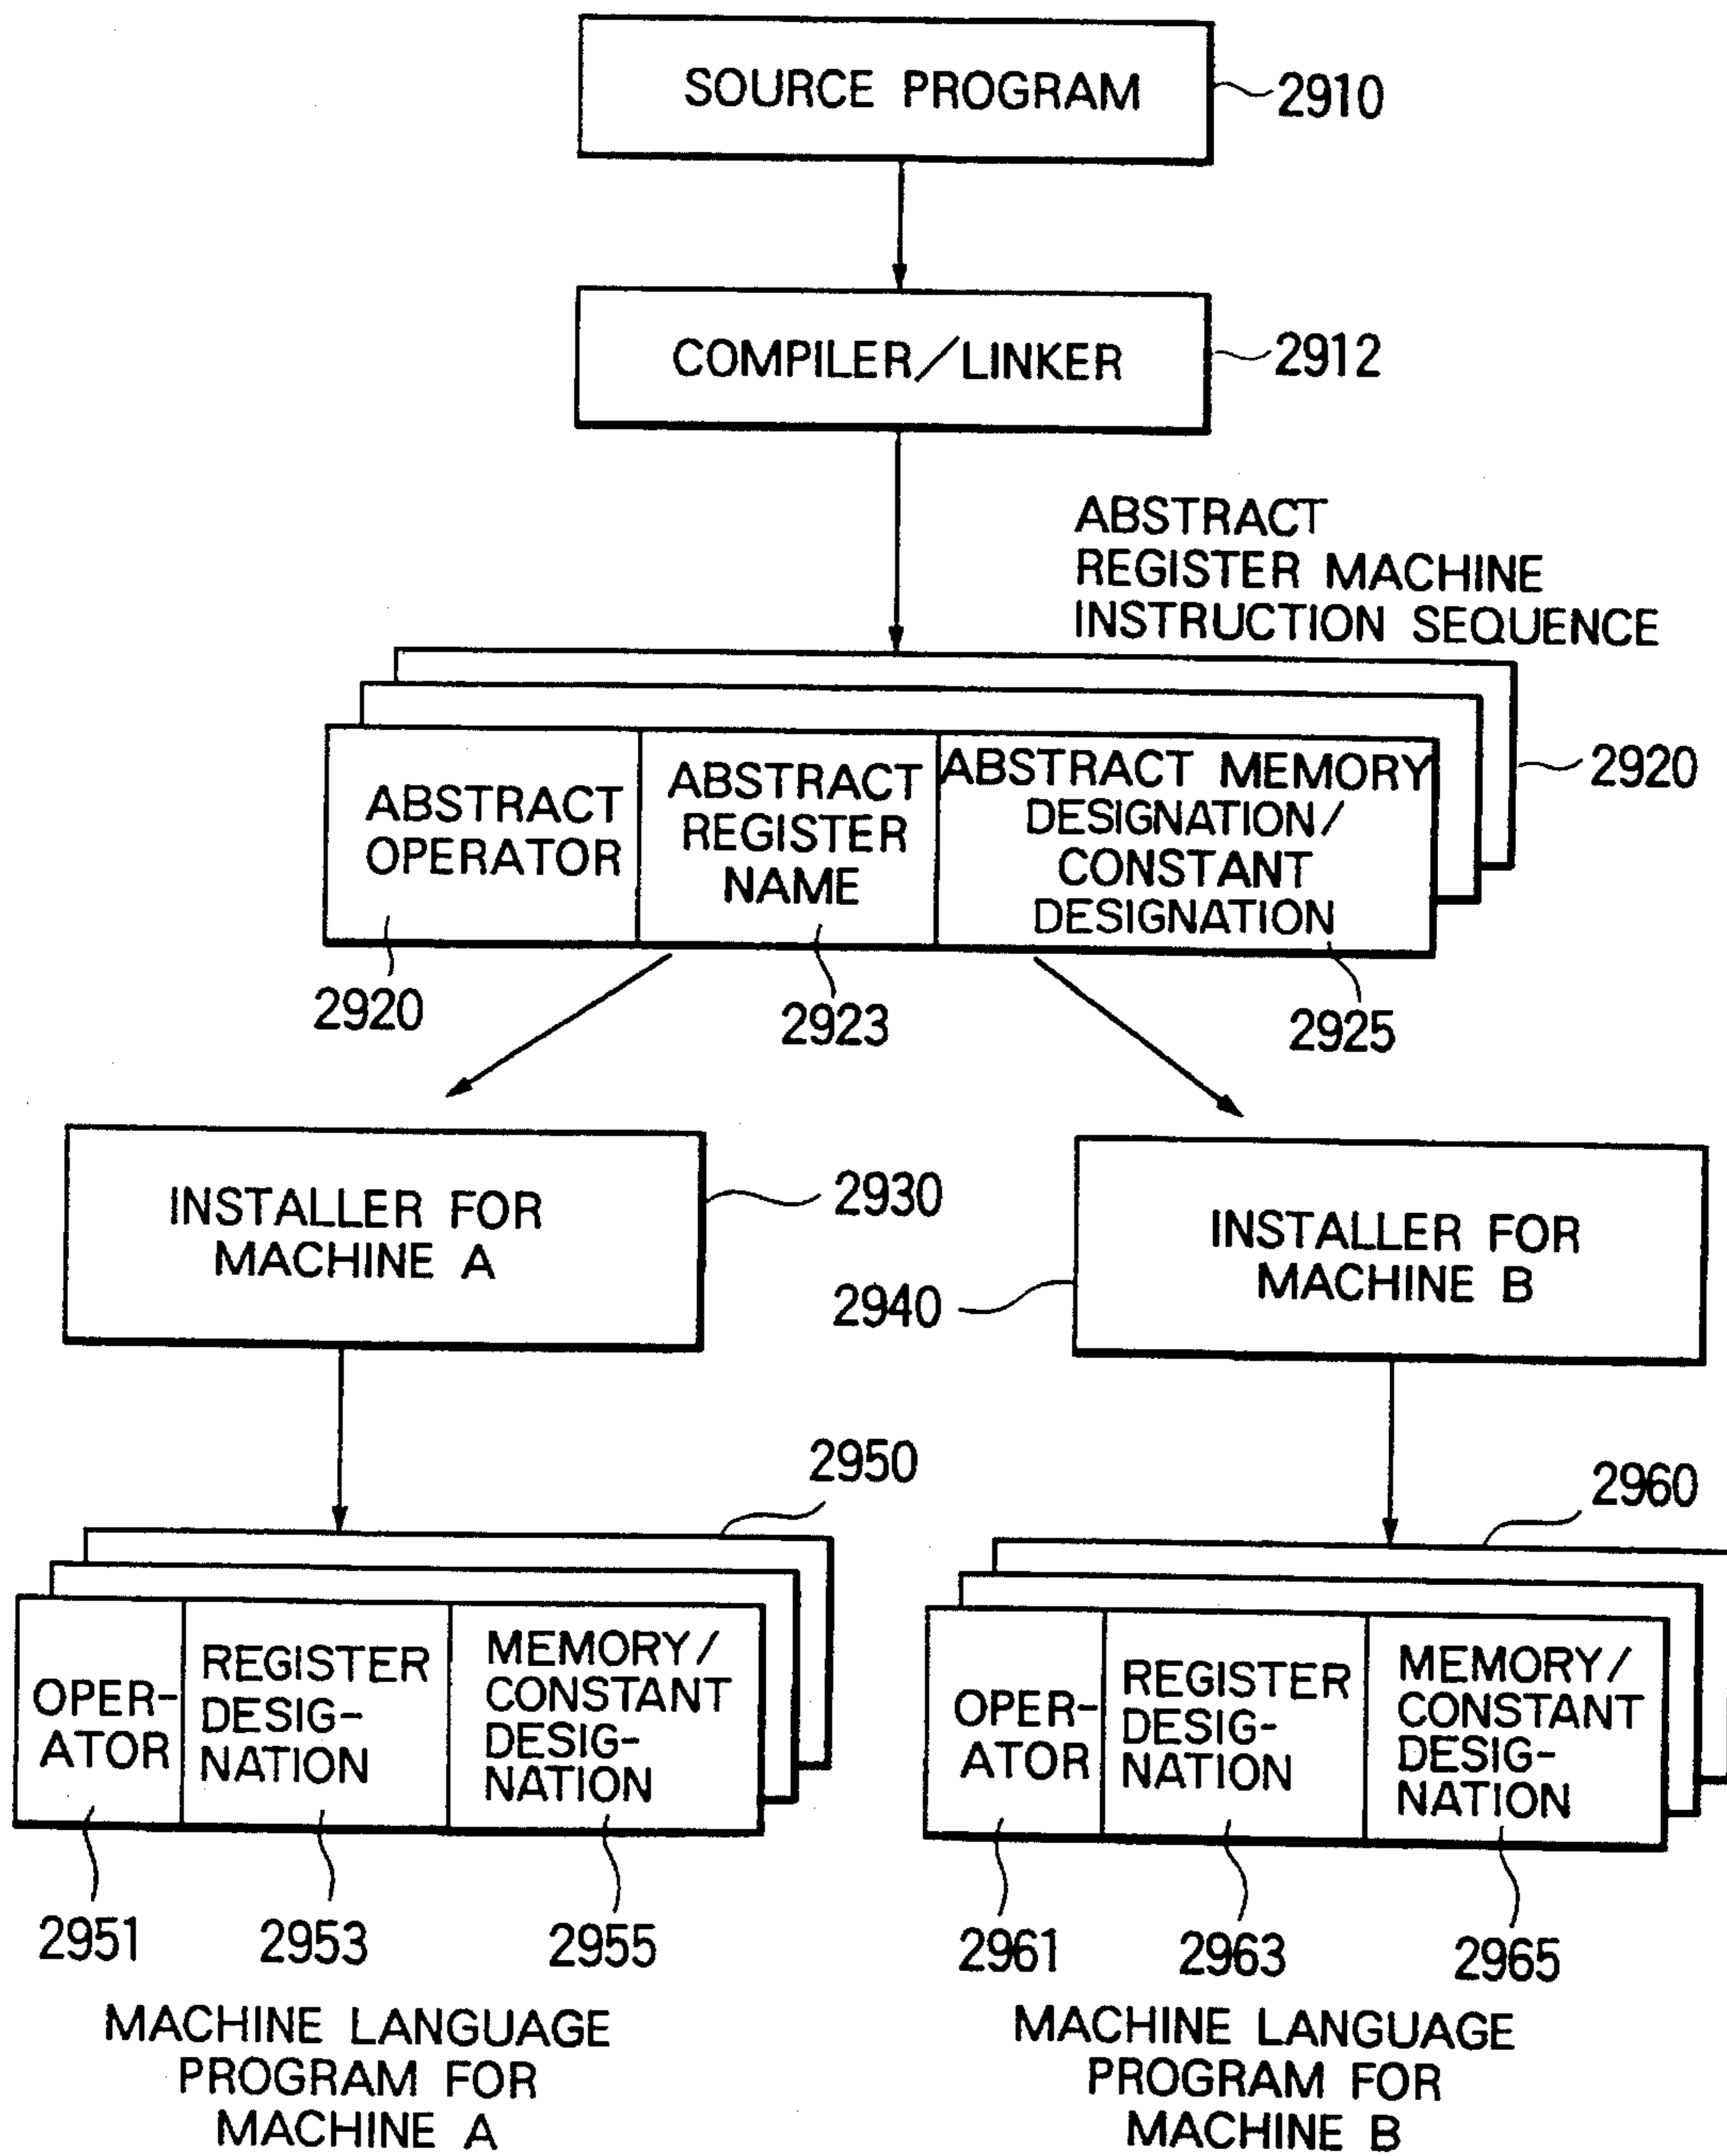 SOURCE PROGRAM
2910
COMPILER/LINKER
2912
ABSTRACT
REGISTER MACHINE
INSTRUCTION SEQUENCE
2920
ABSTRACT
OPERATOR
ABSTRACT
REGISTER
NAME
ABSTRACT MEMORY
DESIGNATION/
CONSTANT
DESIGNATION
2920
2923
2925
INSTALLER FOR
MACHINE A
2930
INSTALLER FOR
MACHINE B
2940
2950
2960
OPER-
ATOR
REGISTER
DESIG-
NATION
MEMORY/
CONSTANT
DESIG-
NATION
OPER-
ATOR
REGISTER
DESIG-
NATION
MEMORY/
CONSTANT
DESIG-
NATION
2951
2953
2955
2961
2963
2965
MACHINE LANGUAGE
PROGRAM FOR
MACHINE A
MACHINE LANGUAGE
PROGRAM FOR
MACHINE B